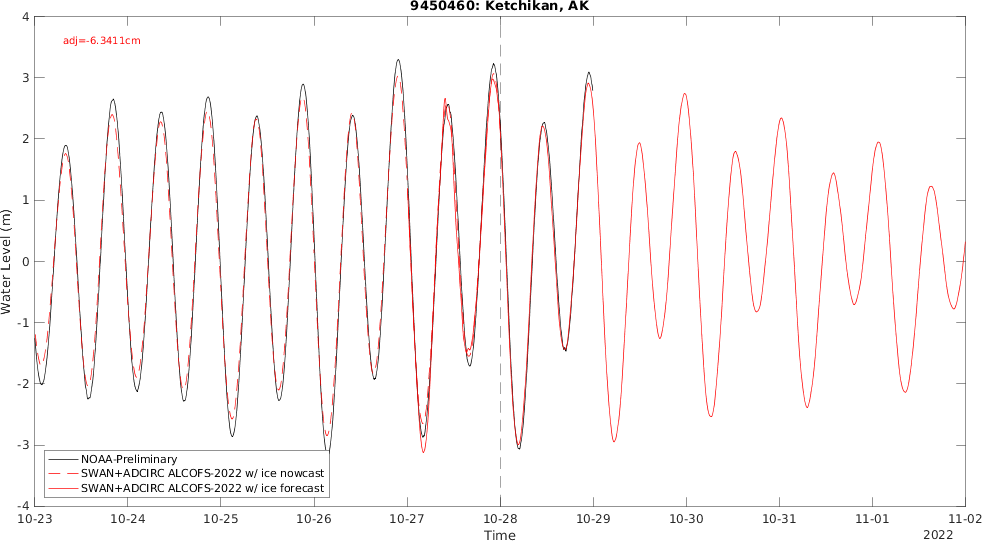 9450460: Ketchikan, AK
adj=-6.3411cm
4
3
2
1
0
-1
-2
-3
-4
Water Level (m)
NOAA-Preliminary
SWAN+ADCIRC ALCOFS-2022 w/ ice nowcast
SWAN+ADCIRC ALCOFS-2022 w/ ice forecast
10-23 10-24 10-25 10-26 10-27 10-28 10-29 10-30 10-31 11-01 11-02
Time
2022